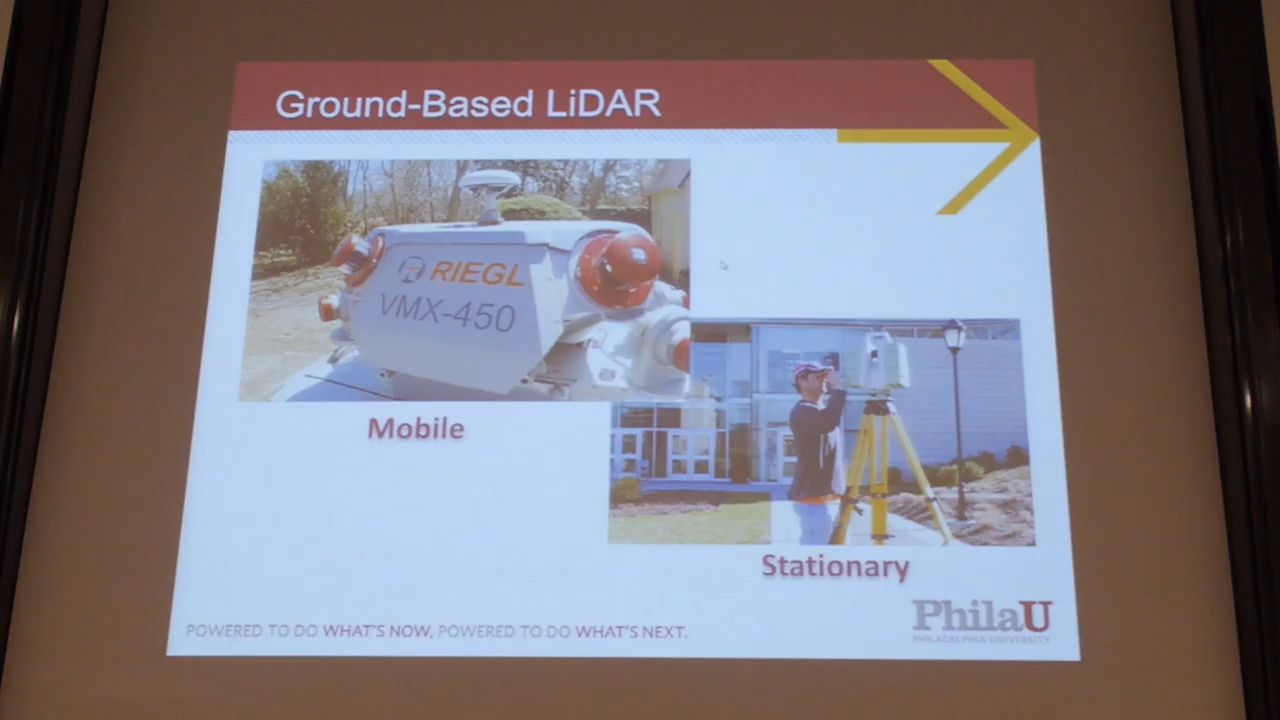 Ground-Based LiDAR
RIEGL
VMX-450
Mobile
Stationary
POWERED TO DO WHAT'S NOW, POWERED TO DO WHAT'S NEXT.
PhilaU
PHILADELPHIA UNIVERSITY